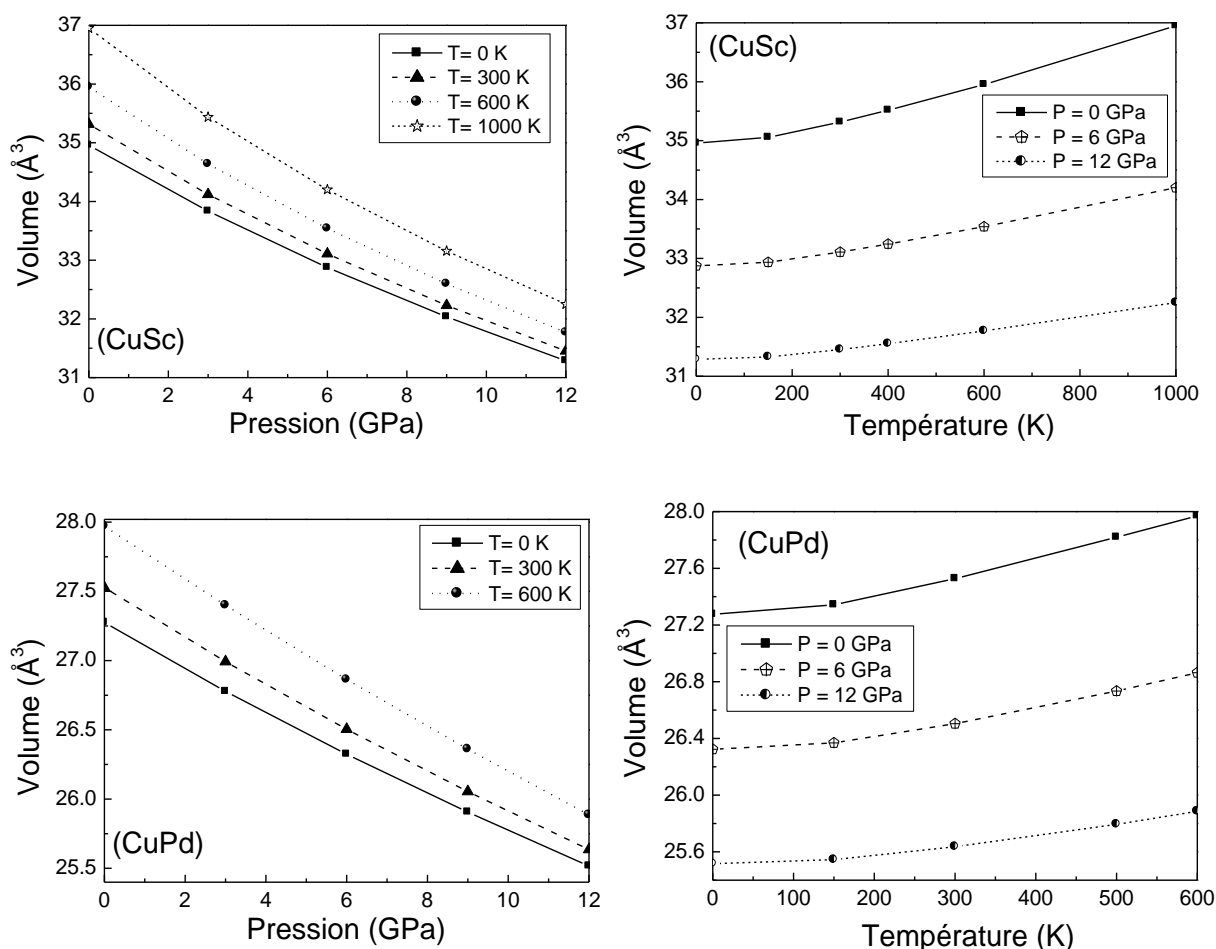 37
36
35
34
33
32
31
0 2 4 6 8 10 12
Volume (Å³)
Pression (GPa)
(CuSc)
T= 0 K
T= 300 K
T= 600 K
T= 1000 K
37
36
35
34
33
32
31
0 200 400 600 800 1000
Volume (Å³)
Température (K)
(CuSc)
P = 0 GPa
P = 6 GPa
P = 12 GPa
28.0
27.5
27.0
26.5
26.0
25.5
0 2 4 6 8 10 12
Volume (Å³)
Pression (GPa)
(CuPd)
T= 0 K
T= 300 K
T= 600 K
28.0
27.6
27.2
26.8
26.4
26.0
25.6
0 100 200 300 400 500 600
Volume (Å³)
Température (K)
(CuPd)
P = 0 GPa
P = 6 GPa
P = 12 GPa